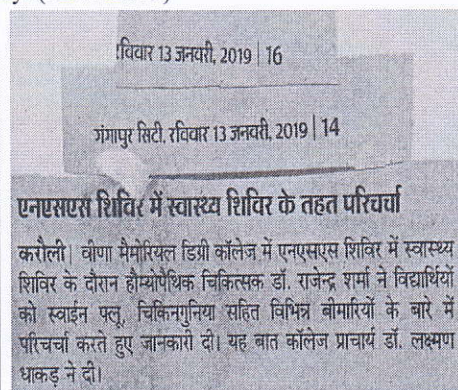 रविवार 13 जनवरी, 2019 | 16
गंगापुर सिटी. रविवार 13 जनवरी, 2019 | 14
एनएसएस शिविर में स्वास्थ्य शिविर के तहत परिचर्चा
करौली | वीणा मैमोरियल डिग्री कॉलेज में एनएसएस शिविर में स्वास्थ्य
शिविर के दौरान होम्योपैथिक चिकित्सक डॉ. राजेन्द्र शर्मा ने विद्यार्थियों
को स्वाईन फ्लू, चिकिनगुनिया सहित विभिन्न बीमारियों के बारे में
परिचर्चा करते हुए जानकारी दी। यह बात कॉलेज प्राचार्य डॉ. लक्ष्मण
धाकड़ ने दी।